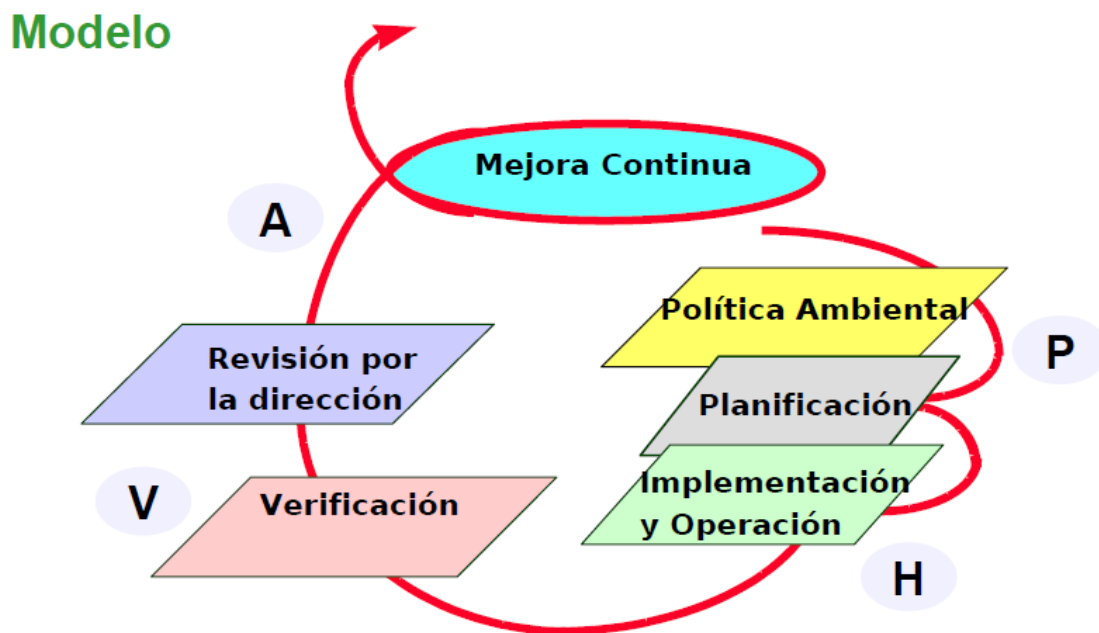 Modelo
Mejora Continua
A
Política Ambiental
P
Revisión por
la dirección
Planificación
Implementación
y Operación
V
Verificación
H